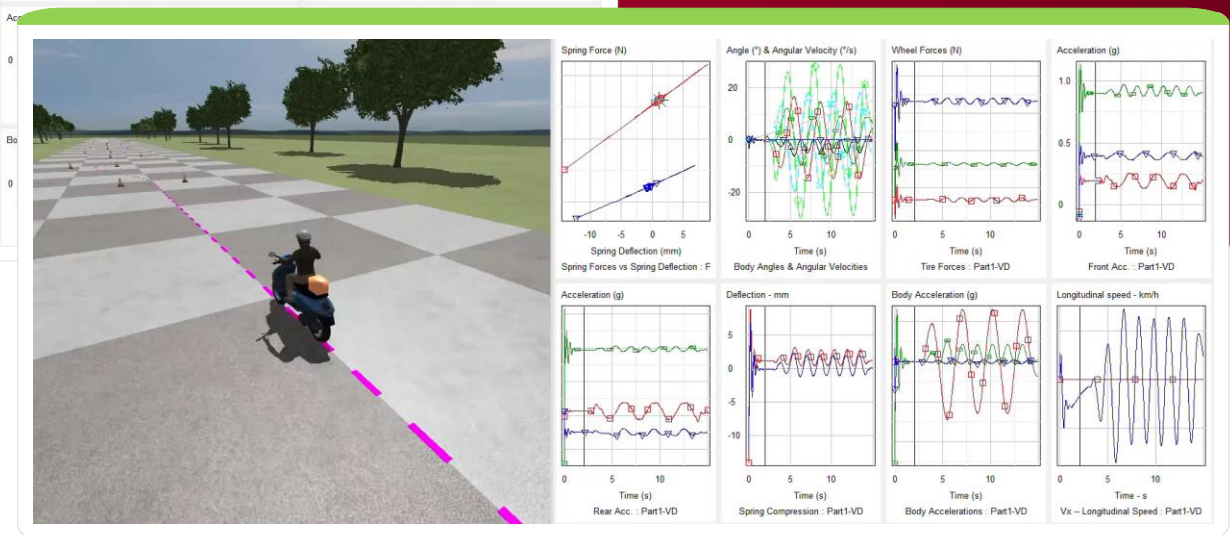 Acc
0
Bo
0
Spring Force (N)
-10 -5 0 5
Spring Deflection (mm)
Spring Forces vs Spring Deflection : F
Angle (°) & Angular Velocity (°/s)
20
0
-20
0 5 10
Time (s)
Body Angles & Angular Velocities
Wheel Forces (N)
0 5 10
Time (s)
Tire Forces : Part1-VD
Acceleration (g)
1.0
0.5
0
0 5 10
Time (s)
Front Acc. : Part1-VD
Acceleration (g)
0 5 10
Time (s)
Rear Acc. : Part1-VD
Deflection - mm
5
0
-5
-10
0 5 10
Time (s)
Spring Compression : Part1-VD
Body Acceleration (g)
0 5 10
Time (s)
Body Accelerations : Part1-VD
Longitudinal speed - km/h
0 5 10
Time - s
Vx -- Longitudinal Speed : Part1-VD